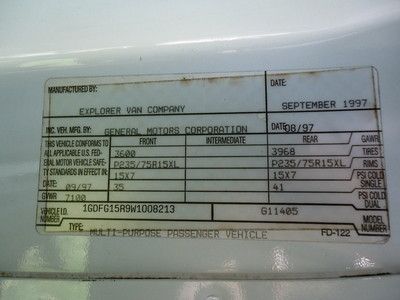 MANUFACTURED BY: DATE:
EXPLORER VAN COMPANY SEPTEMBER 1997
INC. VEH. MFG. BY: GENERAL MOTORS CORPORATION DATE 08/97
THIS VEHICLE CONFORMS TO FRONT INTERMEDIATE REAR GAWR
ALL APPLICABLE U.S. FED- 3600 3968 TIRES
ERAL MOTOR VEHICLE SAFE- P235/75R15XL P235/75R15XL RIMS
TY STANDARDS IN EFFECT IN 15X7 15X7 PSI COLD SINGLE
DATE: 09/97 35 41 PSI COLD DUAL
GVWR 7100
VEHICLE I.D. NUMBER 1GDFG15R9W1008213 G11405 MODEL NUMBER
TYPE: MULTI-PURPOSE PASSENGER VEHICLE FD-122